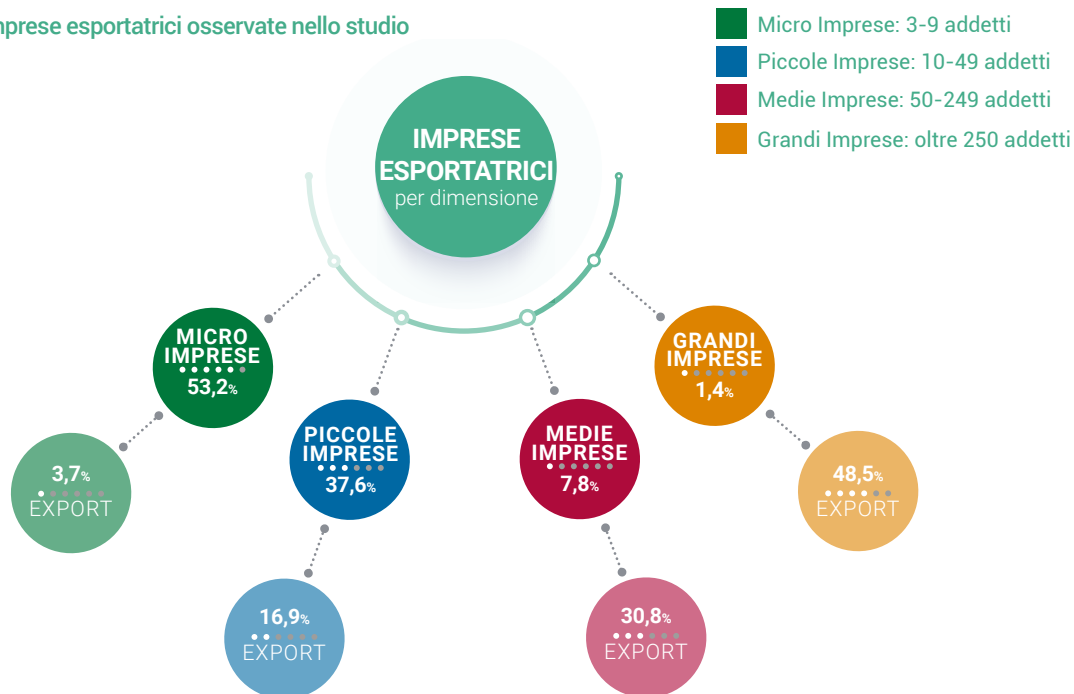 esportatrici osservate nello studio
Micro Imprese: 3-9 addetti
Piccole Imprese: 10-49 addetti
Medie Imprese: 50-249 addetti
Grandi Imprese: oltre 250 addetti
IMPRESE
ESPORTATRICI
per dimensione
MICRO
IMPRESE
53,2%
GRANDI
IMPRESE
1,4%
PICCOLE
IMPRESE
37,6%
MEDIE
IMPRESE
7,8%
3,7%
EXPORT
48,5%
EXPORT
16,9%
EXPORT
30,8%
EXPORT